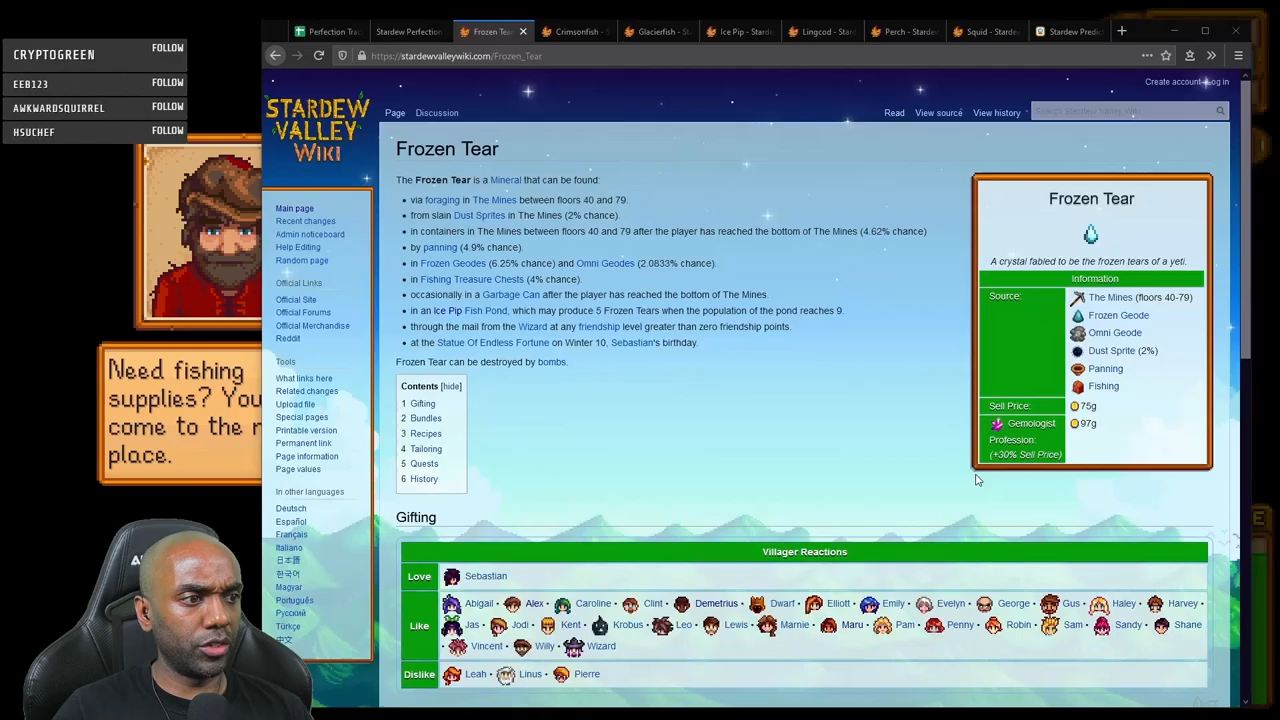 CRYPTOGREEN FOLLOW
EEB123 FOLLOW
AWKWARDSQUIRREL FOLLOW
HSUCHEF FOLLOW
Need fishing
supplies? You
come to the
place.
Perfection Trac
Stardew Perfection
Frozen Tear
Crimsonfish - S
Glacierfish - St
Ice Pip - Stardew
Lingcod - Stard
Perch - Stardew
Squid - Stardew
Stardew Predic
https://stardewvalleywiki.com/Frozen_Tear
Create account Log in
STARDEW
VALLEY
WIKI
Page Discussion Read View source View history
Search Stardew Valley Wiki
Main page
Recent changes
Admin noticeboard
Help Editing
Random page
Official Links
Official Site
Official Forums
Official Merchandise
Reddit
Tools
What links here
Related changes
Upload file
Special pages
Printable version
Permanent link
Page information
Page values
In other languages
Deutsch
Español
Français
Italiano
日本語
한국어
Magyar
Português
Русский
Türkçe
中文
Frozen Tear
The Frozen Tear is a Mineral that can be found:
• via foraging in The Mines between floors 40 and 79.
• from slain Dust Sprites in The Mines (2% chance).
• in containers in The Mines between floors 40 and 79 after the player has reached the bottom of The Mines (4.62% chance)
• by panning (4.9% chance).
• in Frozen Geodes (6.25% chance) and Omni Geodes (2.0833% chance).
• in Fishing Treasure Chests (4% chance).
• occasionally in a Garbage Can after the player has reached the bottom of The Mines.
• in an Ice Pip Fish Pond, which may produce 5 Frozen Tears when the population of the pond reaches 9.
• through the mail from the Wizard at any friendship level greater than zero friendship points.
• at the Statue Of Endless Fortune on Winter 10, Sebastian's birthday.
Frozen Tear can be destroyed by bombs.
Contents [hide]
1 Gifting
2 Bundles
3 Recipes
4 Tailoring
5 Quests
6 History
Frozen Tear
A crystal fabled to be the frozen tears of a yeti.
Information
Source: The Mines (floors 40-79)
Frozen Geode
Omni Geode
Dust Sprite (2%)
Panning
Fishing
Sell Price: 75g
Gemologist 97g
Profession:
(+30% Sell Price)
Gifting
Villager Reactions
Love Sebastian
Like Abigail • Alex • Caroline • Clint • Demetrius • Dwarf • Elliott • Emily • Evelyn • George • Gus • Haley • Harvey •
Jas • Jodi • Kent • Krobus • Leo • Lewis • Marnie • Maru • Pam • Penny • Robin • Sam • Sandy • Shane
• Vincent • Willy • Wizard
Dislike Leah • Linus • Pierre